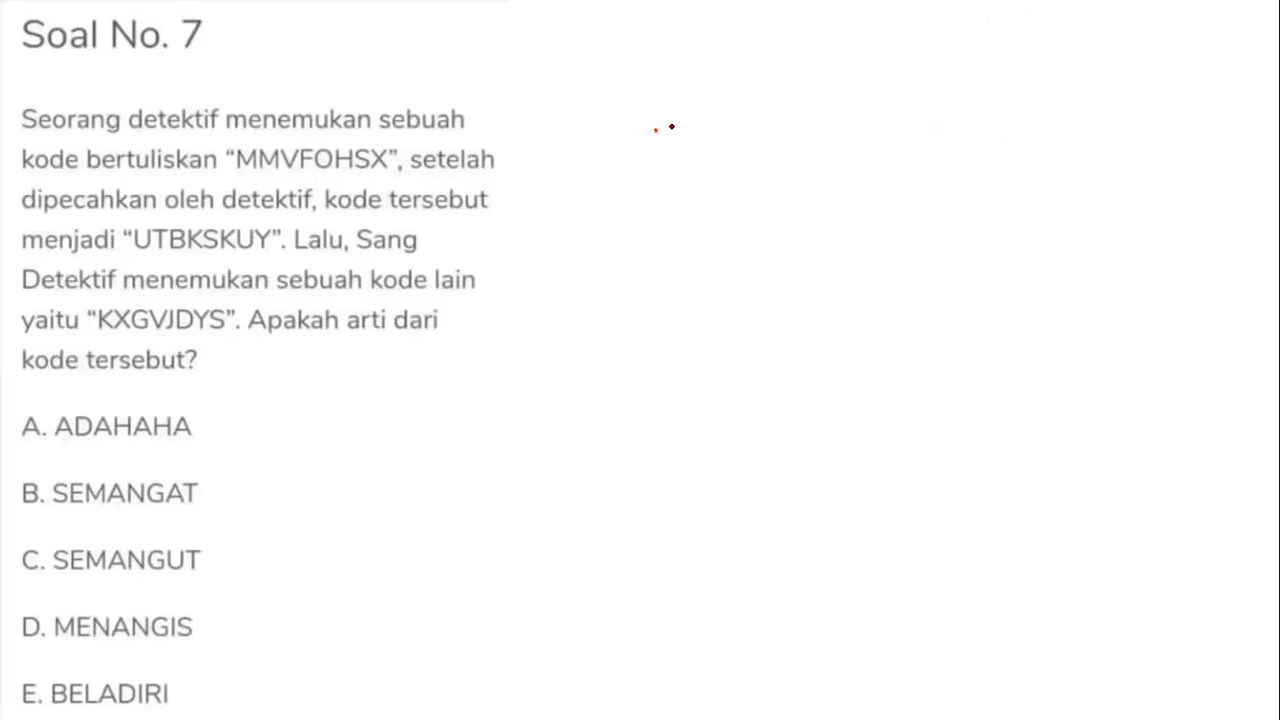 Soal No. 7
Seorang detektif menemukan sebuah
kode bertuliskan “MMVFOHSX”, setelah
dipecahkan oleh detektif, kode tersebut
menjadi “UTBKSKUY”. Lalu, Sang
Detektif menemukan sebuah kode lain
yaitu “KXGVJDYS”. Apakah arti dari
kode tersebut?
A. ADAHAHA
B. SEMANGAT
C. SEMANGUT
D. MENANGIS
E. BELADIRI